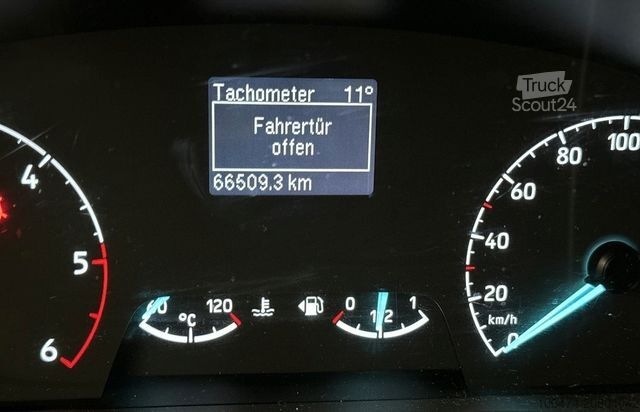 Truck
Scout24
Tachometer 11°
Fahrertür
offen
66509.3 km
4
5
6
60 120
°C
0 1/2 1
0
20
40
60
80
100
km/h